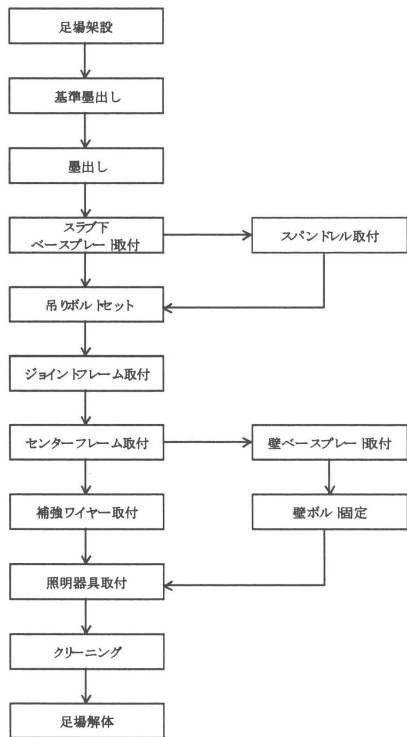 足場架設
基準墨出し
墨出し
スラブ下
ベースプレート取付
スパンドレル取付
吊りボルトセット
ジョイントフレーム取付
センターフレーム取付
壁ベースプレート取付
補強ワイヤー取付
壁ボルト固定
照明器具取付
クリーニング
足場解体